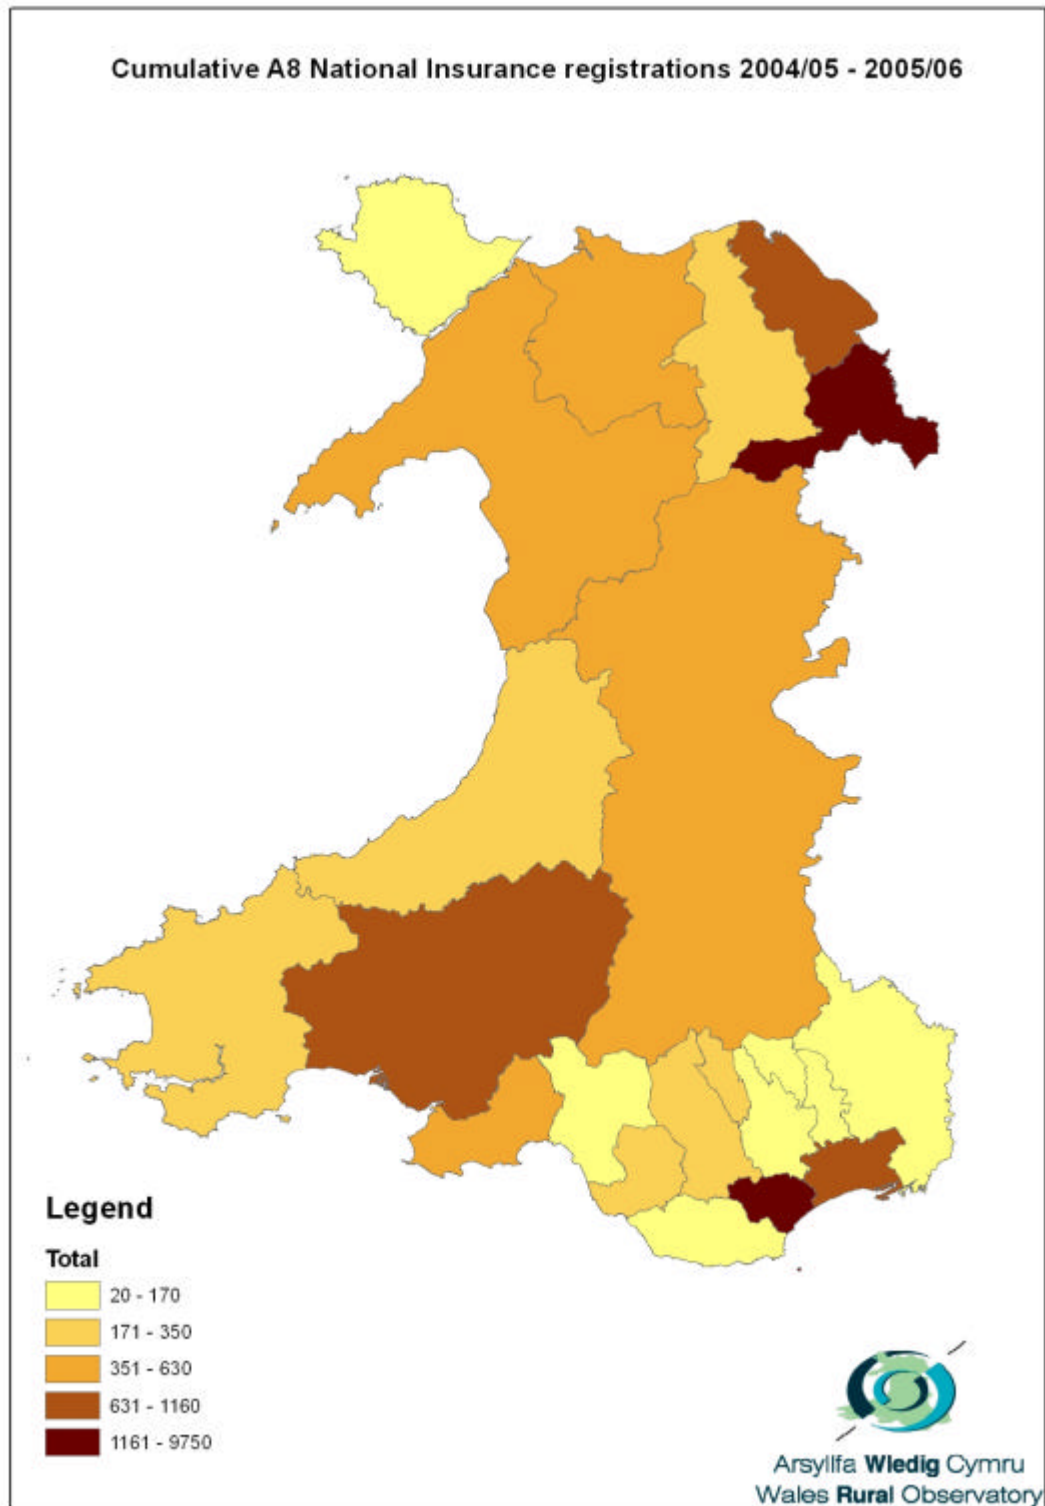 Cumulative A8 National Insurance registrations 2004/05 - 2005/06
Legend
Total
20 - 170
171 - 350
351 - 630
631 - 1160
1161 - 9750
Arsyllfa Wledig Cymru
Wales Rural Observatory